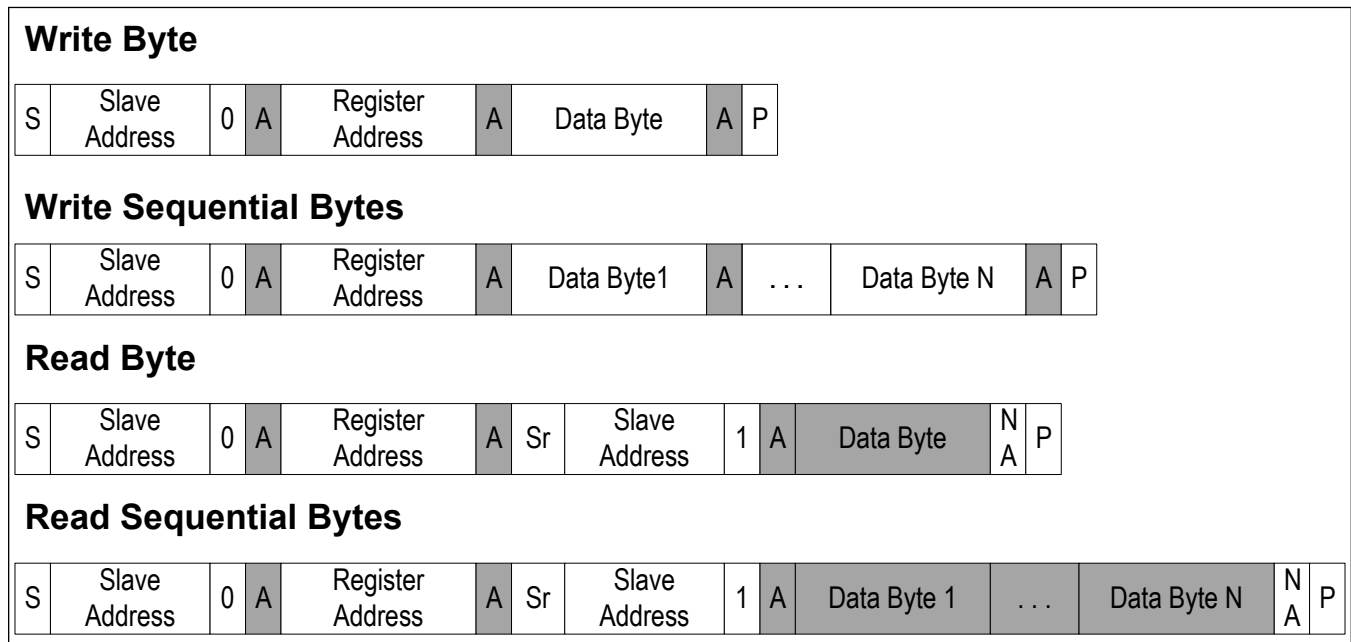 Write Byte
S Slave Address 0 A Register Address A Data Byte A P
Write Sequential Bytes
S Slave Address 0 A Register Address A Data Byte1 A . . . Data Byte N A P
Read Byte
S Slave Address 0 A Register Address A Sr Slave Address 1 A Data Byte N A P
Read Sequential Bytes
S Slave Address 0 A Register Address A Sr Slave Address 1 A Data Byte 1 . . . Data Byte N N A P